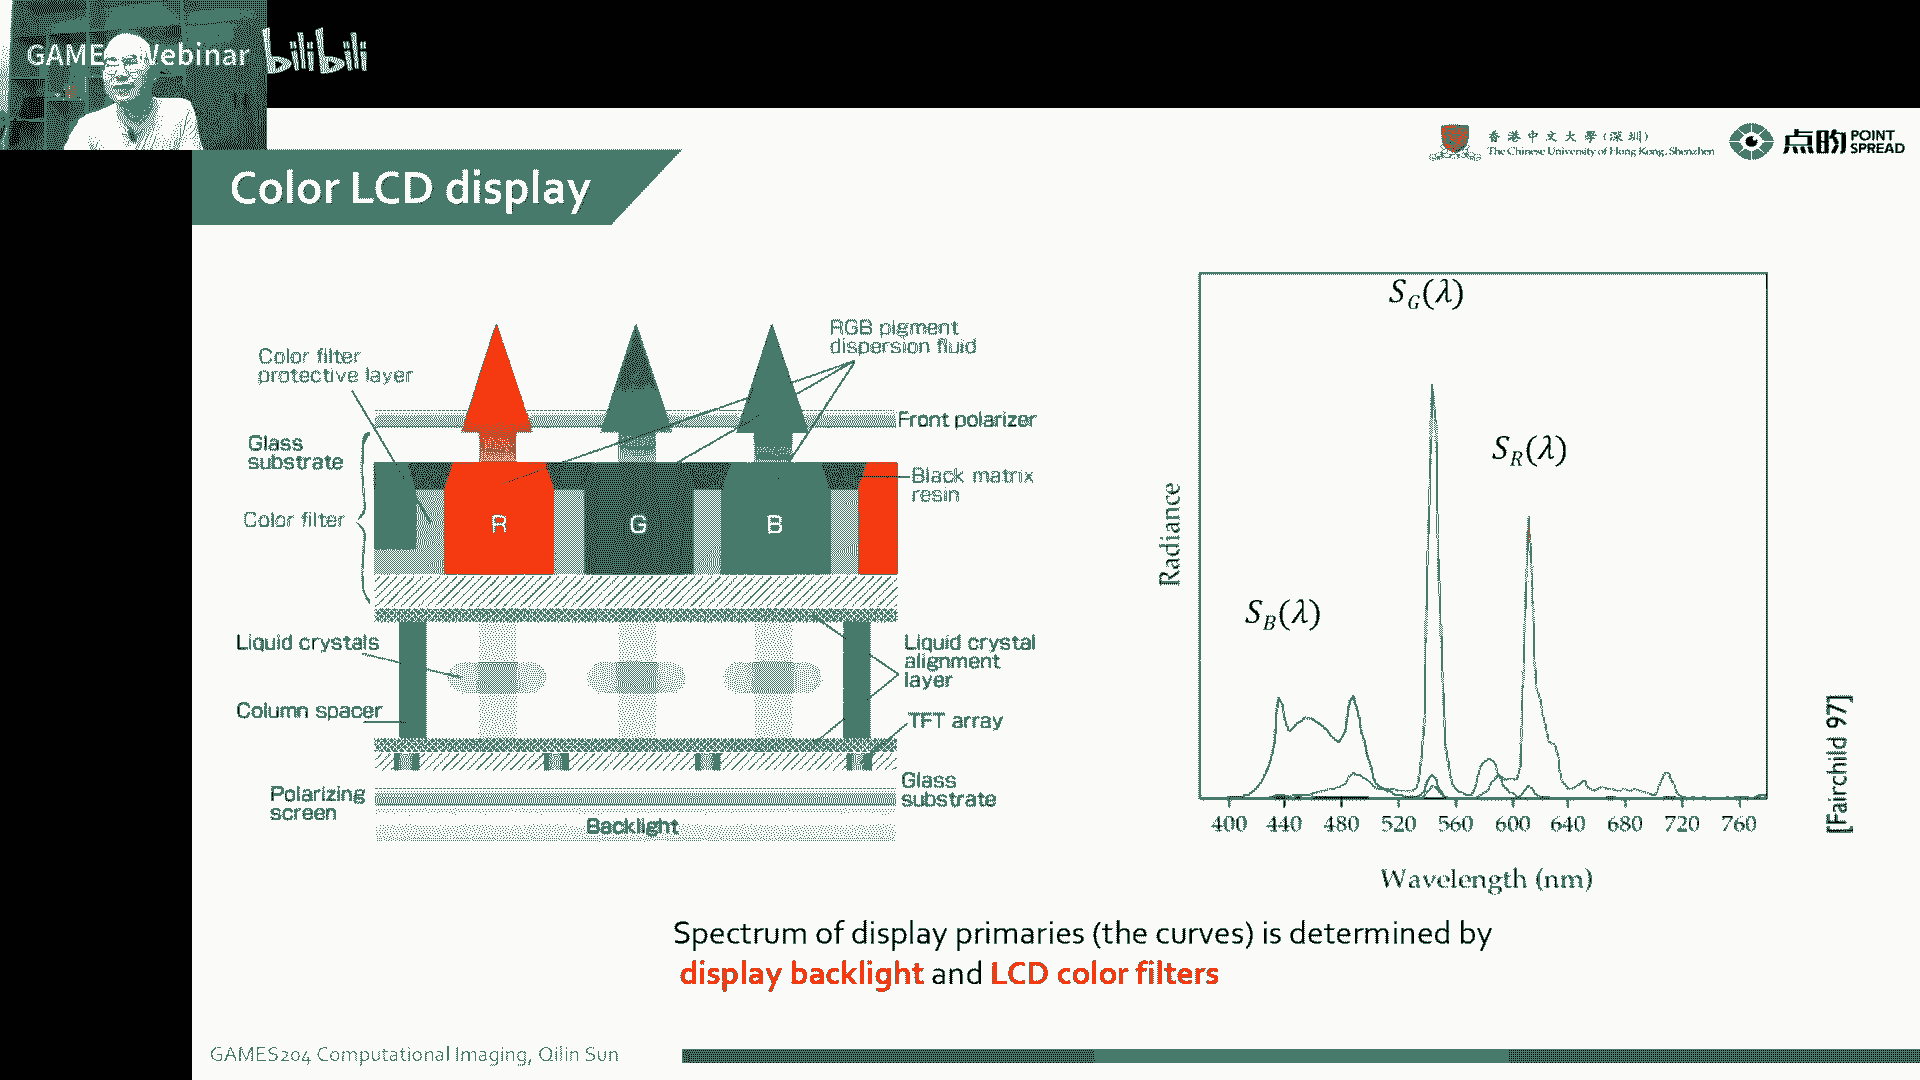 GAMES Webinar
bilibili
香港中文大學(深圳)
The Chinese University of Hong Kong, Shenzhen
点昀 POINT SPREAD
Color LCD display
Color filter
protective layer
RGB pigment
dispersion fluid
Front polarizer
Glass
substrate
Black matrix
resin
Color filter
R G B
Liquid crystals
Liquid crystal
alignment
layer
Column spacer
TFT array
Polarizing
screen
Glass
substrate
Backlight
S_G(λ)
S_R(λ)
S_B(λ)
Radiance
400 440 480 520 560 600 640 680 720 760
Wavelength (nm)
[Fairchild 97]
Spectrum of display primaries (the curves) is determined by
display backlight and LCD color filters
GAMES204 Computational Imaging, Qilin Sun